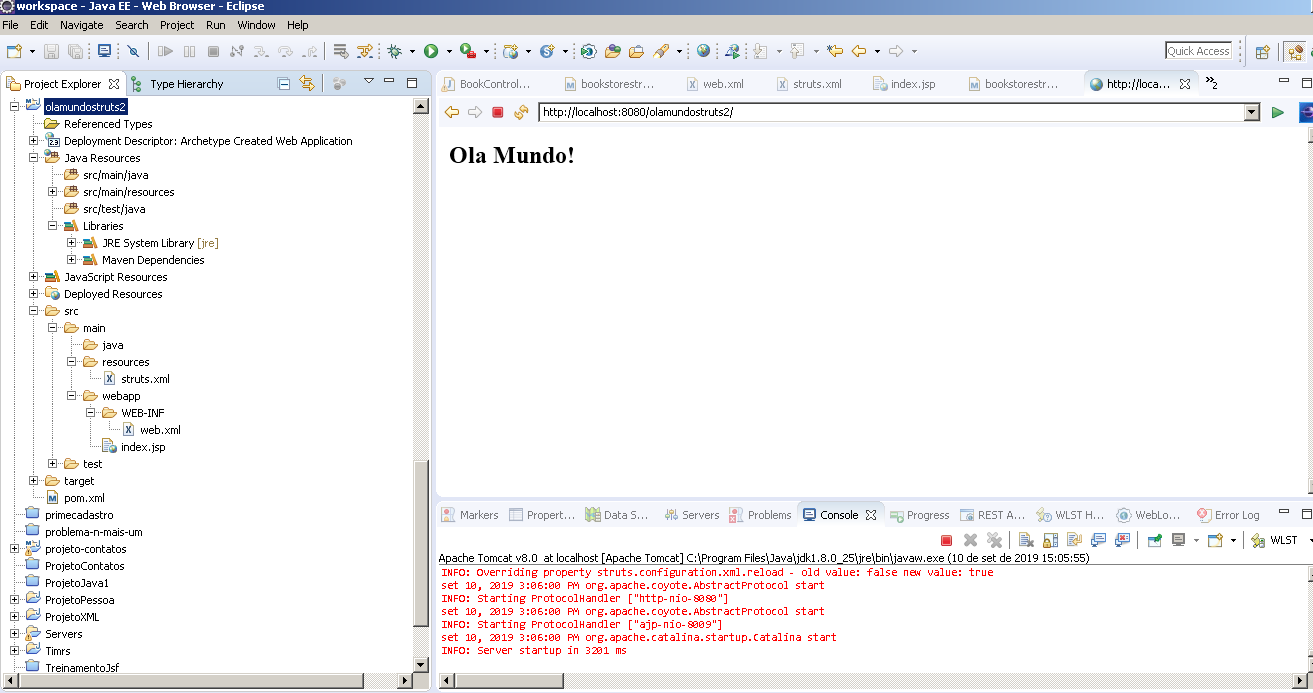 workspace - Java EE - Web Browser - Eclipse
File Edit Navigate Search Project Run Window Help
Quick Access
Project Explorer Type Hierarchy
olamundostruts2
Referenced Types
Deployment Descriptor: Archetype Created Web Application
Java Resources
src/main/java
src/main/resources
src/test/java
Libraries
JRE System Library [jre]
Maven Dependencies
JavaScript Resources
Deployed Resources
src
main
java
resources
struts.xml
webapp
WEB-INF
web.xml
index.jsp
test
target
pom.xml
primecadastro
problema-n-mais-um
projeto-contatos
ProjetoContatos
ProjetoJava1
ProjetoPessoa
ProjetoXML
Servers
Timrs
TreinamentoJsf
BookControl... bookstorestr... web.xml struts.xml index.jsp bookstorestr... http://loca... »2
http://localhost:8080/olamundostruts2/
Ola Mundo!
Markers Propert... Data S... Servers Problems Console Progress REST A... WLST H... WebLo... Error Log
WLST
Apache Tomcat v8.0 at localhost [Apache Tomcat] C:\Program Files\Java\jdk1.8.0_25\jre\bin\javaw.exe (10 de set de 2019 15:05:55)
INFO: Overriding property struts.configuration.xml.reload - old value: false new value: true
set 10, 2019 3:06:00 PM org.apache.coyote.AbstractProtocol start
INFO: Starting ProtocolHandler ["http-nio-8080"]
set 10, 2019 3:06:00 PM org.apache.coyote.AbstractProtocol start
INFO: Starting ProtocolHandler ["ajp-nio-8009"]
set 10, 2019 3:06:00 PM org.apache.catalina.startup.Catalina start
INFO: Server startup in 3201 ms